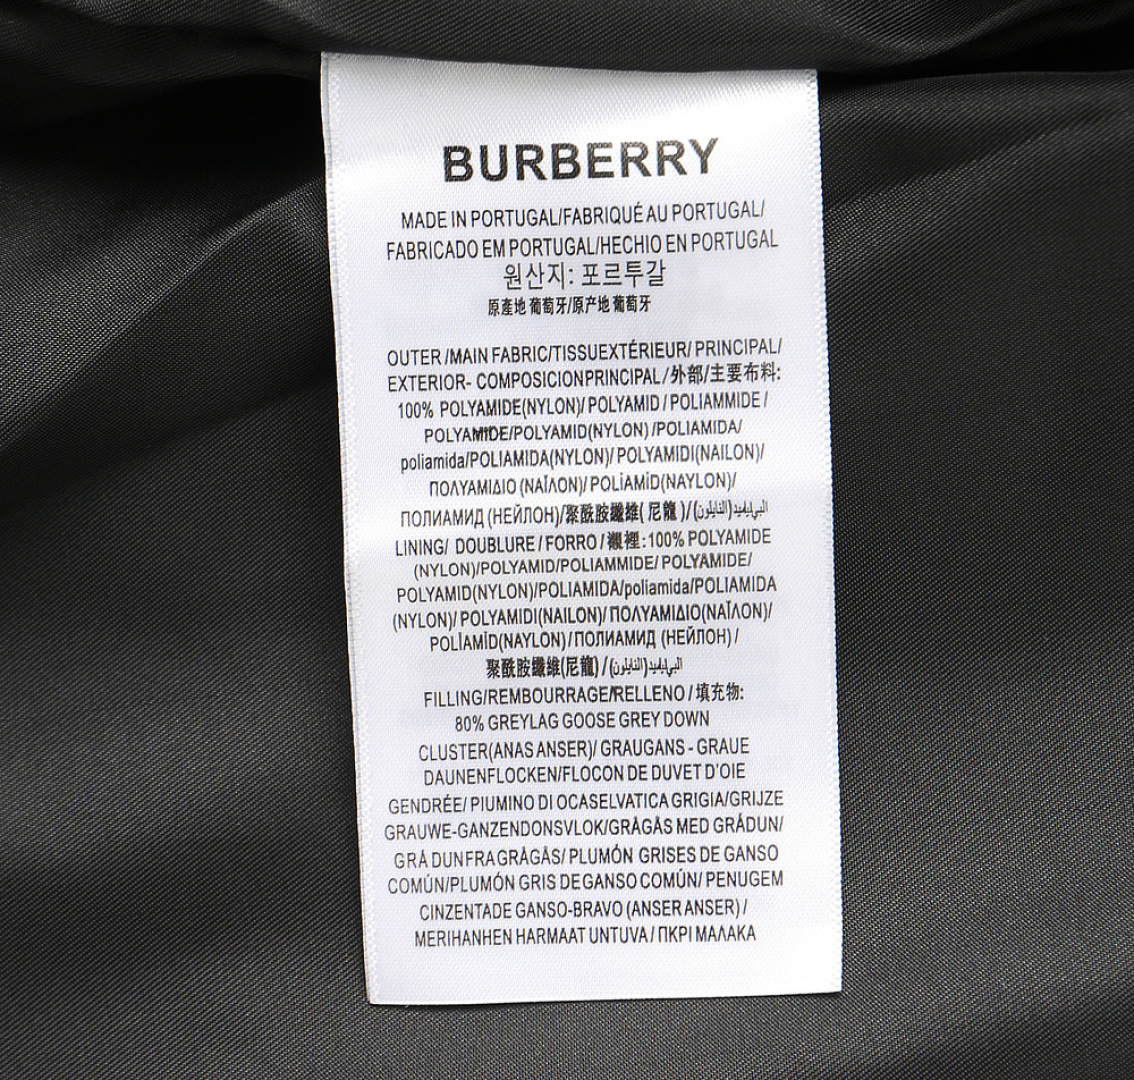 BURBERRY
MADE IN PORTUGAL/FABRIQUÉ AU PORTUGAL/
FABRICADO EM PORTUGAL/HECHIO EN PORTUGAL
원산지: 포르투갈
原產地 葡萄牙/原产地 葡萄牙
OUTER /MAIN FABRIC/TISSUEXTÉRIEUR/ PRINCIPAL/
EXTERIOR- COMPOSICIONPRINCIPAL/外部/主要布料:
100% POLYAMIDE(NYLON)/ POLYAMID / POLIAMMIDE /
POLYAMIDE/POLYAMID(NYLON) /POLIAMIDA/
poliamida/POLIAMIDA(NYLON)/ POLYAMIDI(NAILON)/
ΠΟΛΥΑΜΙΔΙΟ (ΝΑΪΛΟΝ)/ POLiAMiD(NAYLON)/
ПОЛИАМИД (НЕЙЛОН)/聚酰胺纖維( 尼龍 )/(النايلون)
LINING/ DOUBLURE / FORRO / 襯裡:100% POLYAMIDE
(NYLON)/POLYAMID/POLIAMMIDE/ POLYAMIDE/
POLYAMID(NYLON)/POLIAMIDA/poliamida/POLIAMIDA
(NYLON)/ POLYAMIDI(NAILON)/ ΠΟΛΥΑΜΙΔΙΟ(ΝΑΪΛΟΝ)/
POLİAMİD(NAYLON) / ПОЛИАМИД (НЕЙЛОН) /
聚酰胺纖維(尼龍) / (النايلون)
FILLING/REMBOURRAGE/RELLENO / 填充物:
80% GREYLAG GOOSE GREY DOWN
CLUSTER(ANAS ANSER)/ GRAUGANS - GRAUE
DAUNENFLOCKEN/FLOCON DE DUVET D'OIE
GENDRÉE/ PIUMINO DI OCASELVATICA GRIGIA/GRIJZE
GRAUWE-GANZENDONSVLOK/GRÅGÅS MED GRÅDUN/
GRÅ DUNFRA GRÅGÅS/ PLUMÓN GRISES DE GANSO
COMÚN/PLUMÓN GRIS DE GANSO COMÚN/ PENUGEM
CINZENTADE GANSO-BRAVO (ANSER ANSER) /
MERIHANHEN HARMAAT UNTUVA / ΠΚΡΙ ΜΑΛΑΚΑ